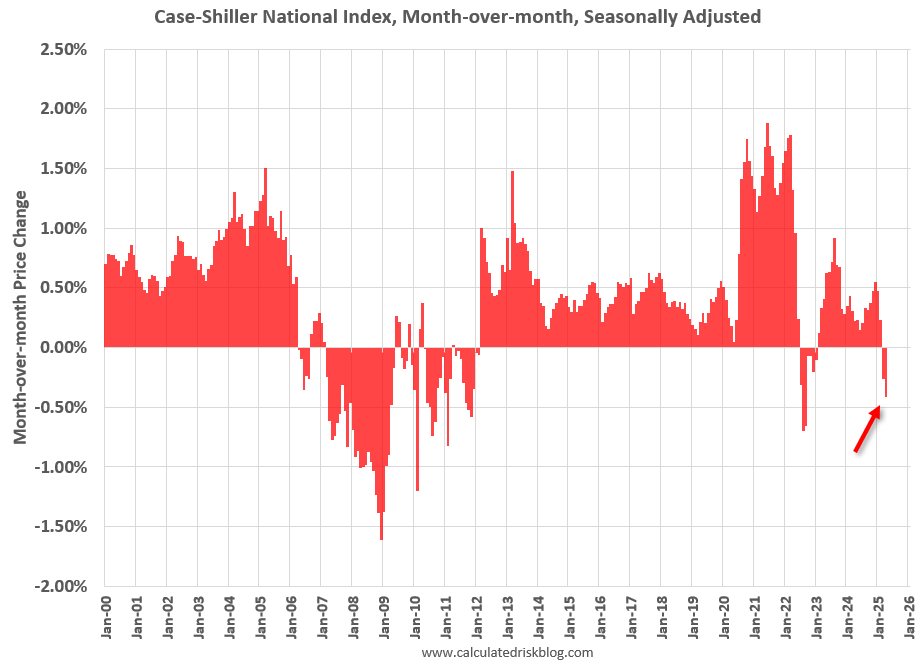 Case-Shiller National Index, Month-over-month, Seasonally Adjusted
Month-over-month Price Change
2.50%
2.00%
1.50%
1.00%
0.50%
0.00%
-0.50%
-1.00%
-1.50%
-2.00%
Jan-00
Jan-01
Jan-02
Jan-03
Jan-04
Jan-05
Jan-06
Jan-07
Jan-08
Jan-09
Jan-10
Jan-11
Jan-12
Jan-13
Jan-14
Jan-15
Jan-16
Jan-17
Jan-18
Jan-19
Jan-20
Jan-21
Jan-22
Jan-23
Jan-24
Jan-25
Jan-26
www.calculatedriskblog.com